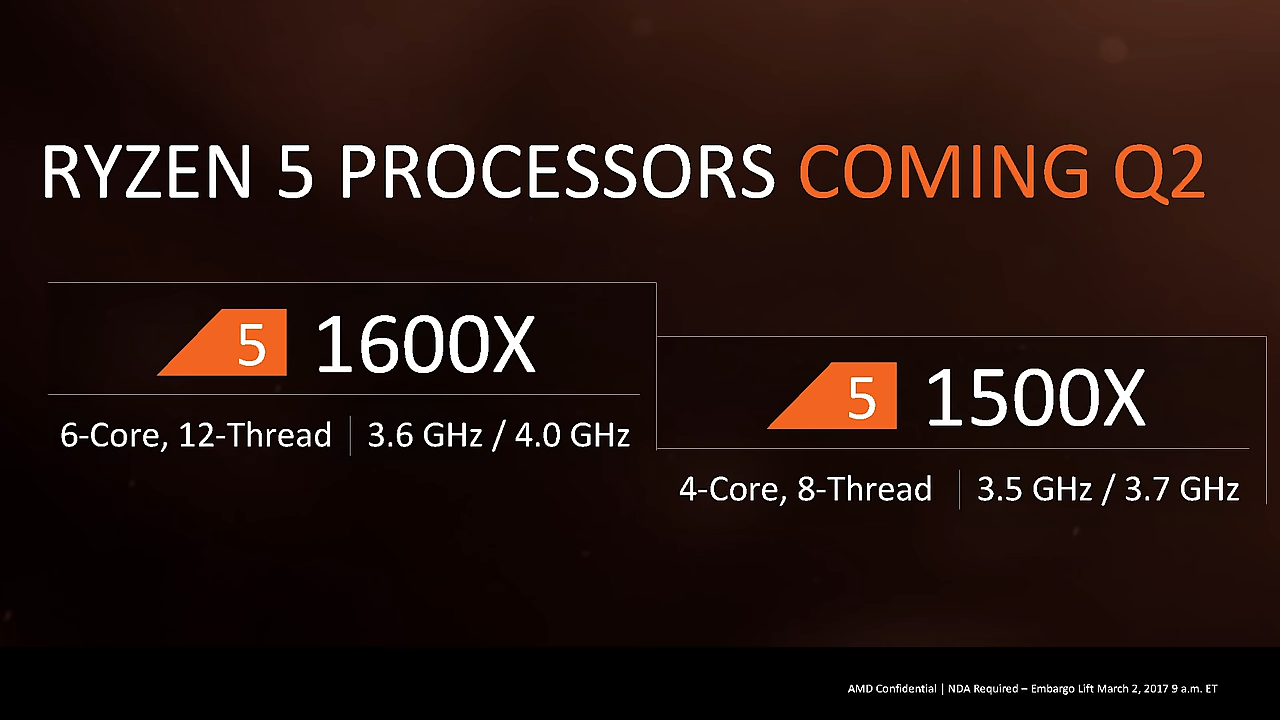 RYZEN 5 PROCESSORS COMING Q2
5 1600X
6-Core, 12-Thread | 3.6 GHz / 4.0 GHz
5 1500X
4-Core, 8-Thread | 3.5 GHz / 3.7 GHz
AMD Confidential | NDA Required – Embargo Lift March 2, 2017 9 a.m. ET